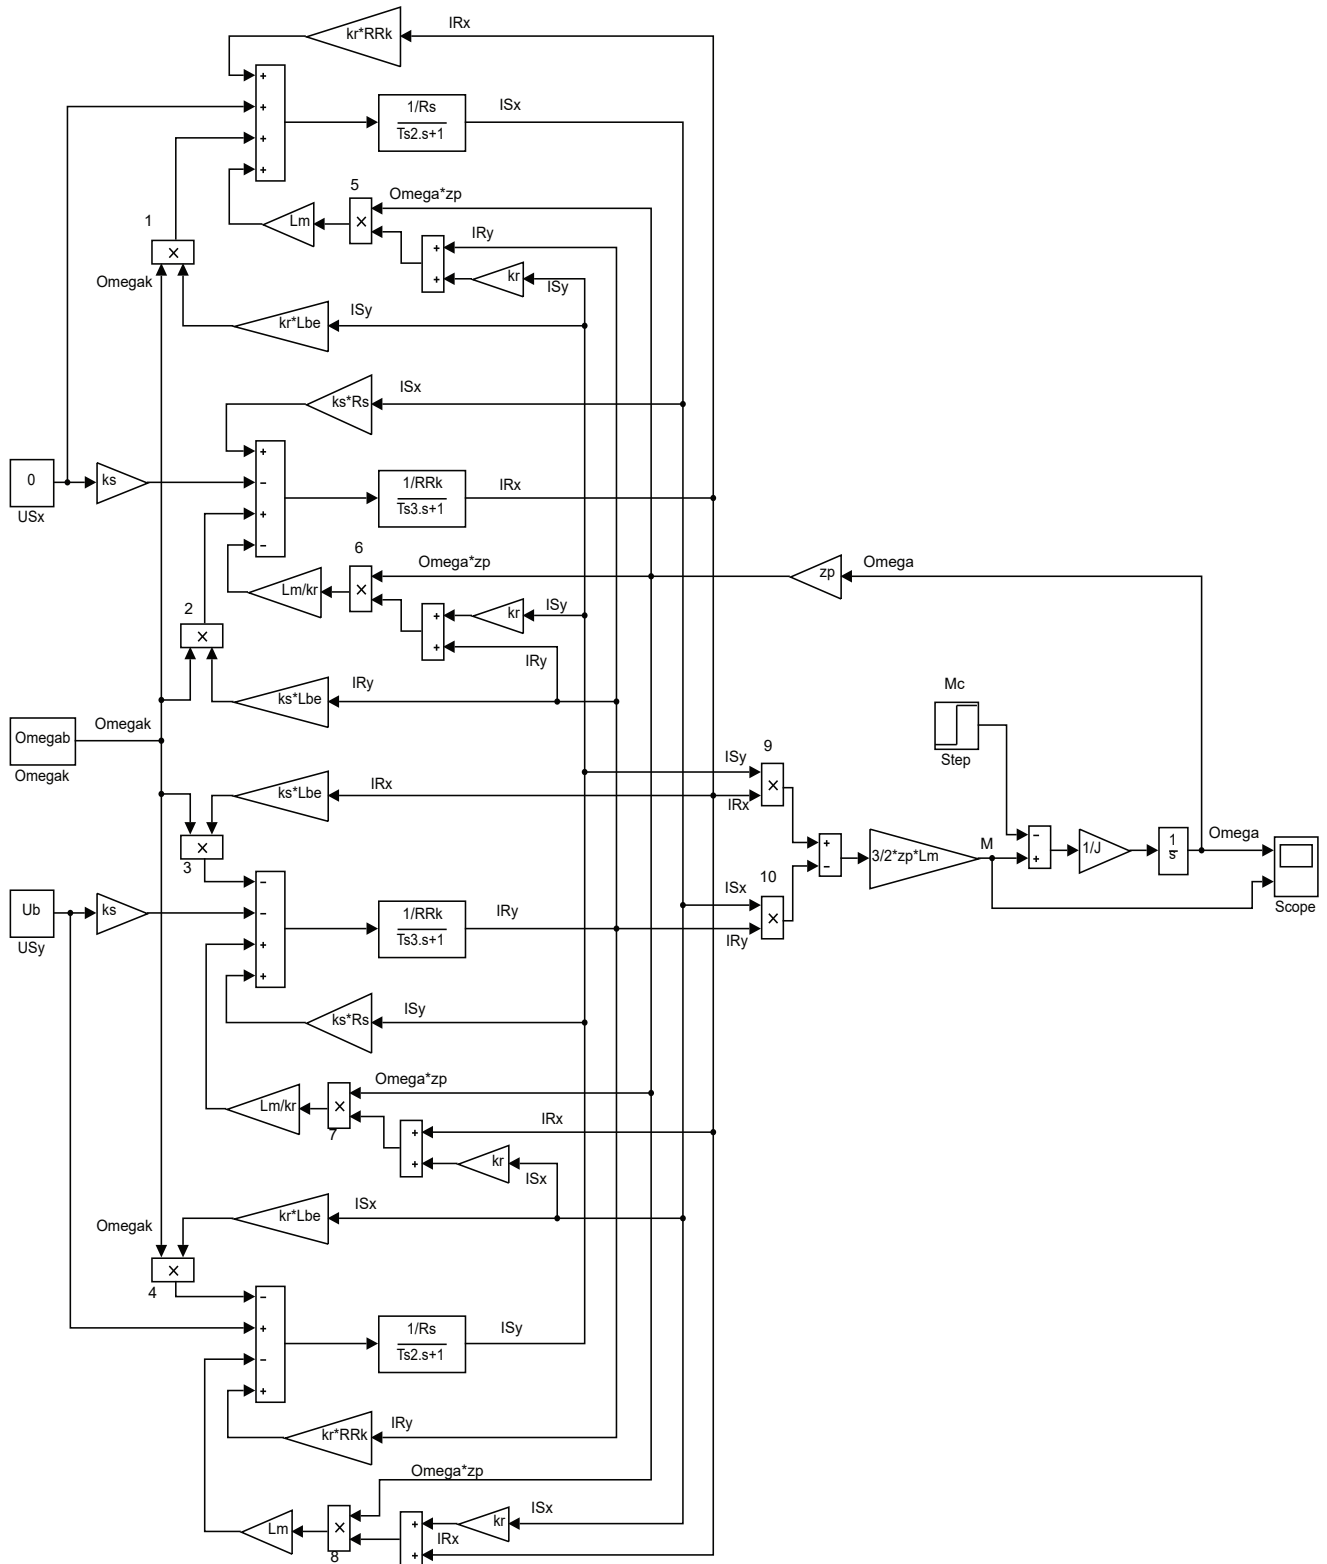 IRx
kr*RRk
+
+
+
+
1/Rs
Ts2.s+1
ISx
5
Omega*zp
×
Lm
1
×
IRy
+
+
kr
ISy
Omegak
ISy
kr*Lbe
ISx
ks*Rs
0
USx
ks
+
−
+
−
1/RRk
Ts3.s+1
IRx
6
Omega*zp
×
Lm/kr
zp
Omega
2
×
+
+
kr
ISy
IRy
IRy
ks*Lbe
Omegak
Omegab
Omegak
Mc
Step
ISy
9
×
IRx
IRx
ks*Lbe
×
3
+
−
3/2*zp*Lm
M
−
+
1/J
1
s
Omega
Scope
ISx
10
×
IRy
Ub
USy
ks
−
−
+
+
1/RRk
Ts3.s+1
IRy
ISy
ks*Rs
Omega*zp
×
7
Lm/kr
IRx
+
+
kr
ISx
ISx
kr*Lbe
Omegak
×
4
−
+
−
+
1/Rs
Ts2.s+1
ISy
IRy
kr*RRk
Omega*zp
×
8
Lm
ISx
kr
+
+
IRx